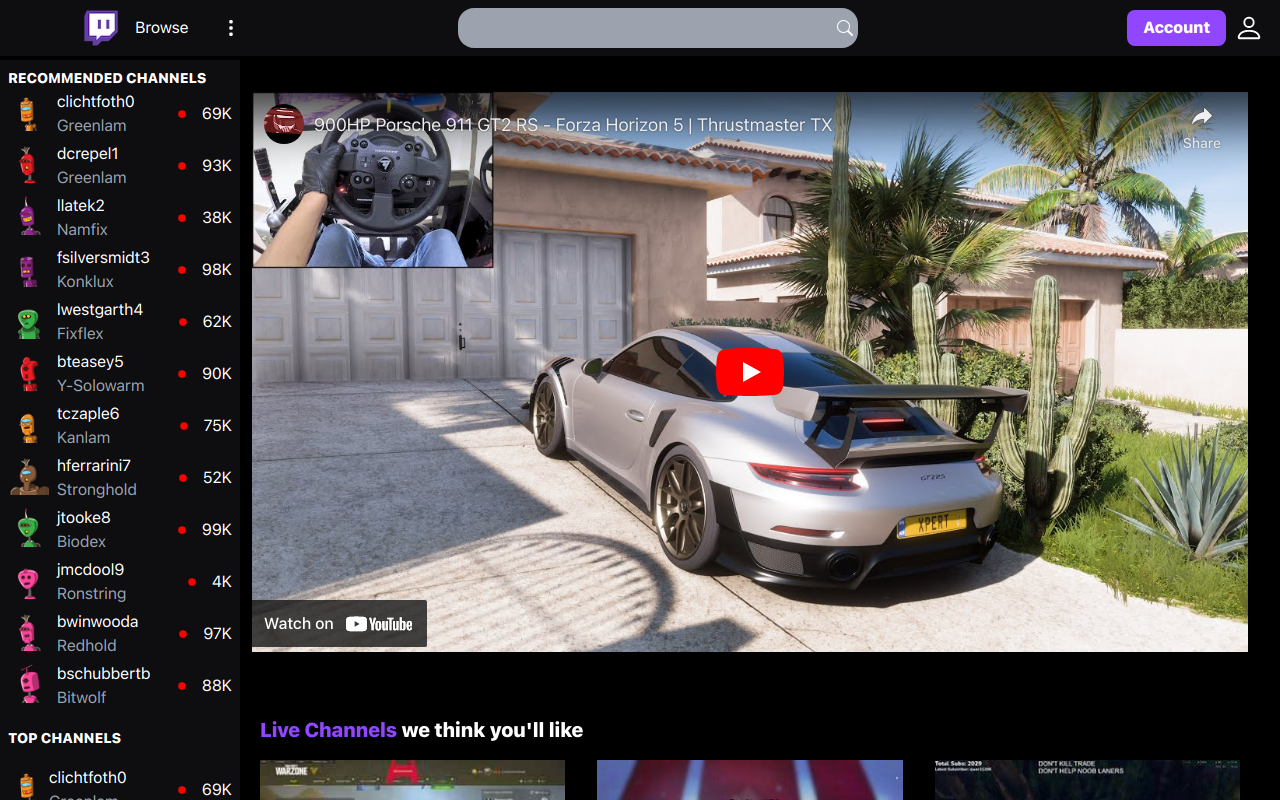 Browse
Account
RECOMMENDED CHANNELS
clichtfoth0
Greenlam
69K
dcrepel1
Greenlam
93K
llatek2
Namfix
38K
fsilversmidt3
Konklux
98K
lwestgarth4
Fixflex
62K
bteasey5
Y-Solowarm
90K
tczaple6
Kanlam
75K
hferrarini7
Stronghold
52K
jtooke8
Biodex
99K
jmcdool9
Ronstring
4K
bwinwooda
Redhold
97K
bschubbertb
Bitwolf
88K
TOP CHANNELS
clichtfoth0
Greenlam
69K
900HP Porsche 911 GT2 RS - Forza Horizon 5 | Thrustmaster TX
Share
GT2RS
XPERT
Watch on YouTube
Live Channels we think you'll like
WARZONE
Total Subs: 2029
DON'T KILL TRADE
DON'T HELP NOOB LANERS